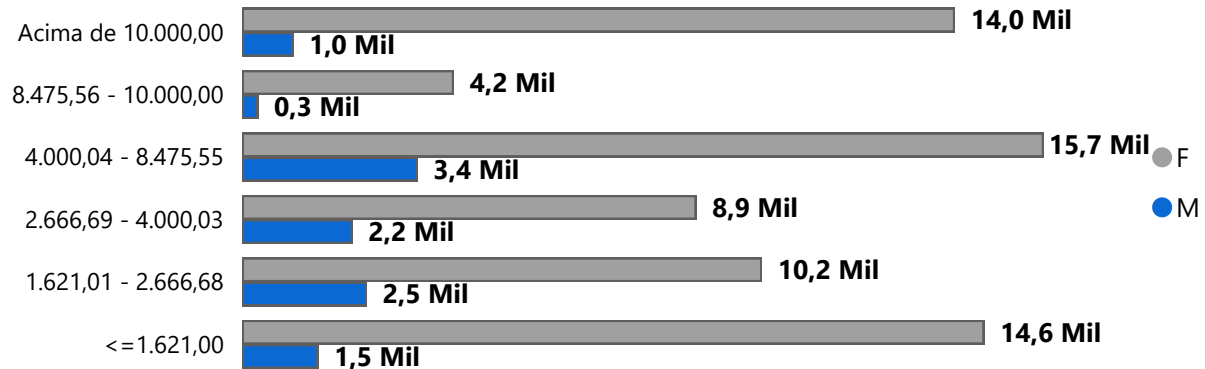 Acima de 10.000,00
14,0 Mil
1,0 Mil
8.475,56 - 10.000,00
4,2 Mil
0,3 Mil
4.000,04 - 8.475,55
15,7 Mil
3,4 Mil
F
2.666,69 - 4.000,03
8,9 Mil
2,2 Mil
M
1.621,01 - 2.666,68
10,2 Mil
2,5 Mil
<=1.621,00
14,6 Mil
1,5 Mil